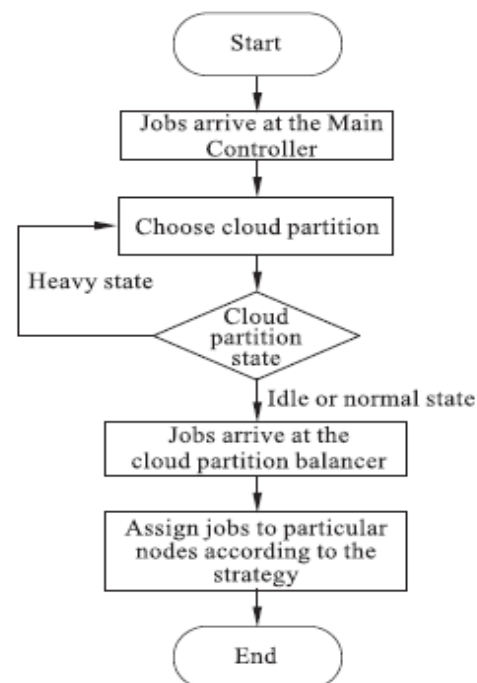 Start
Jobs arrive at the Main
Controller
Choose cloud partition
Heavy state
Cloud
partition
state
Idle or normal state
Jobs arrive at the
cloud partition balancer
Assign jobs to particular
nodes according to the
strategy
End